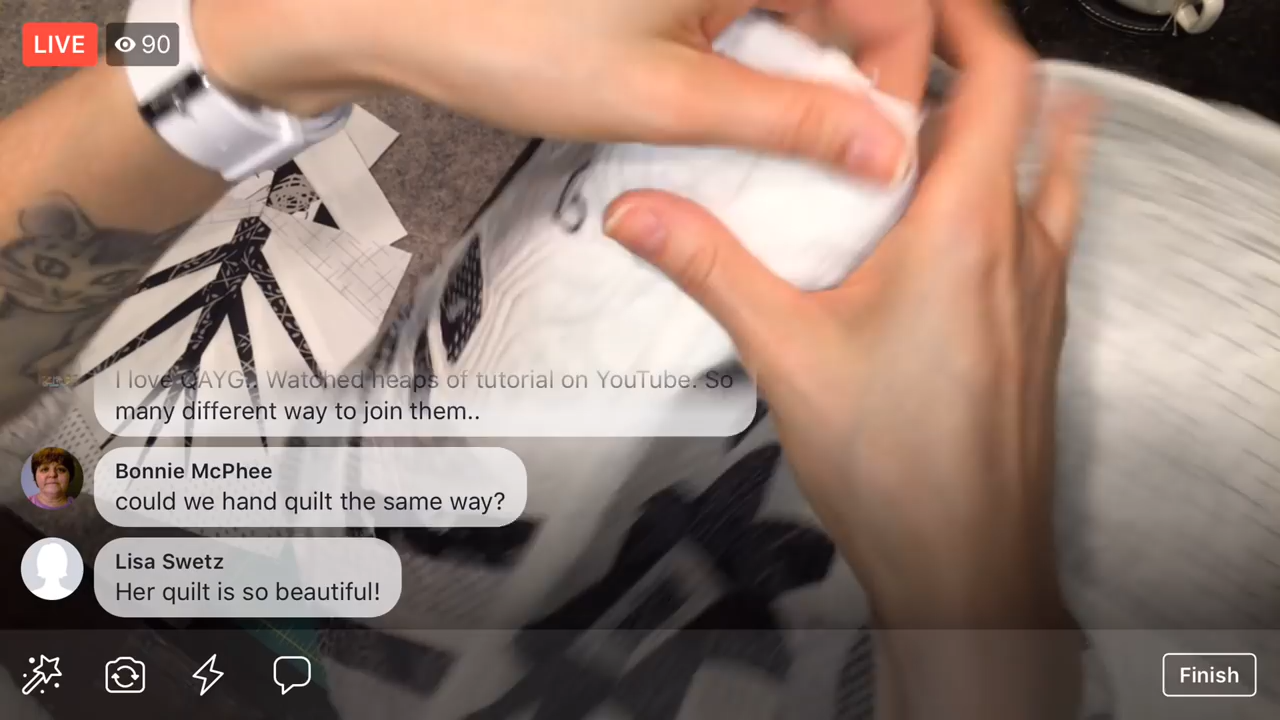 LIVE 90
I love QAYG.. Watched heaps of tutorial on YouTube. So
many different way to join them..
Bonnie McPhee
could we hand quilt the same way?
Lisa Swetz
Her quilt is so beautiful!
Finish